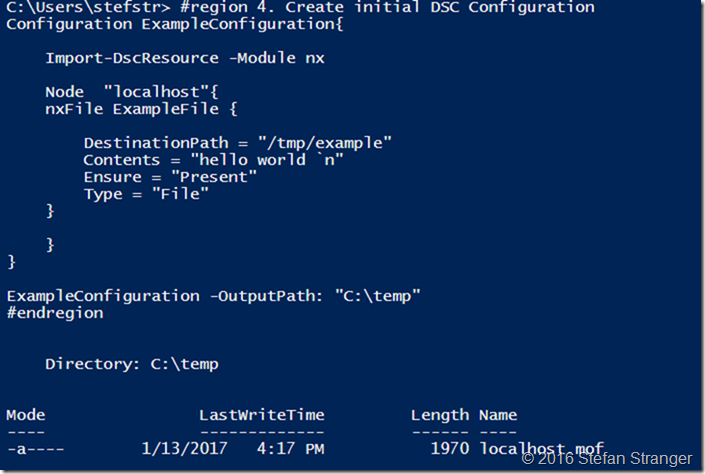 C:\Users\stefstr> #region 4. Create initial DSC Configuration
Configuration ExampleConfiguration{
Import-DscResource -Module nx
Node  "localhost"{
nxFile ExampleFile {
DestinationPath = "/tmp/example"
Contents = "hello world `n"
Ensure = "Present"
Type = "File"
}
}
}
ExampleConfiguration -OutputPath: "C:\temp"
#endregion
Directory: C:\temp
Mode LastWriteTime Length Name
---- ------------- ------ ----
-a---- 1/13/2017 4:17 PM 1970 localhost.mof
© 2016 Stefan Stranger